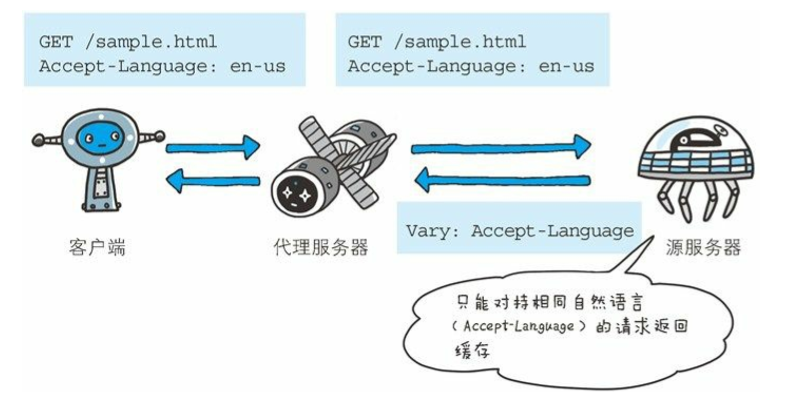 GET /sample.html
Accept-Language: en-us
GET /sample.html
Accept-Language: en-us
客户端
代理服务器
Vary: Accept-Language
源服务器
只能对持相同自然语言
(Accept-Language)的请求返回
缓存